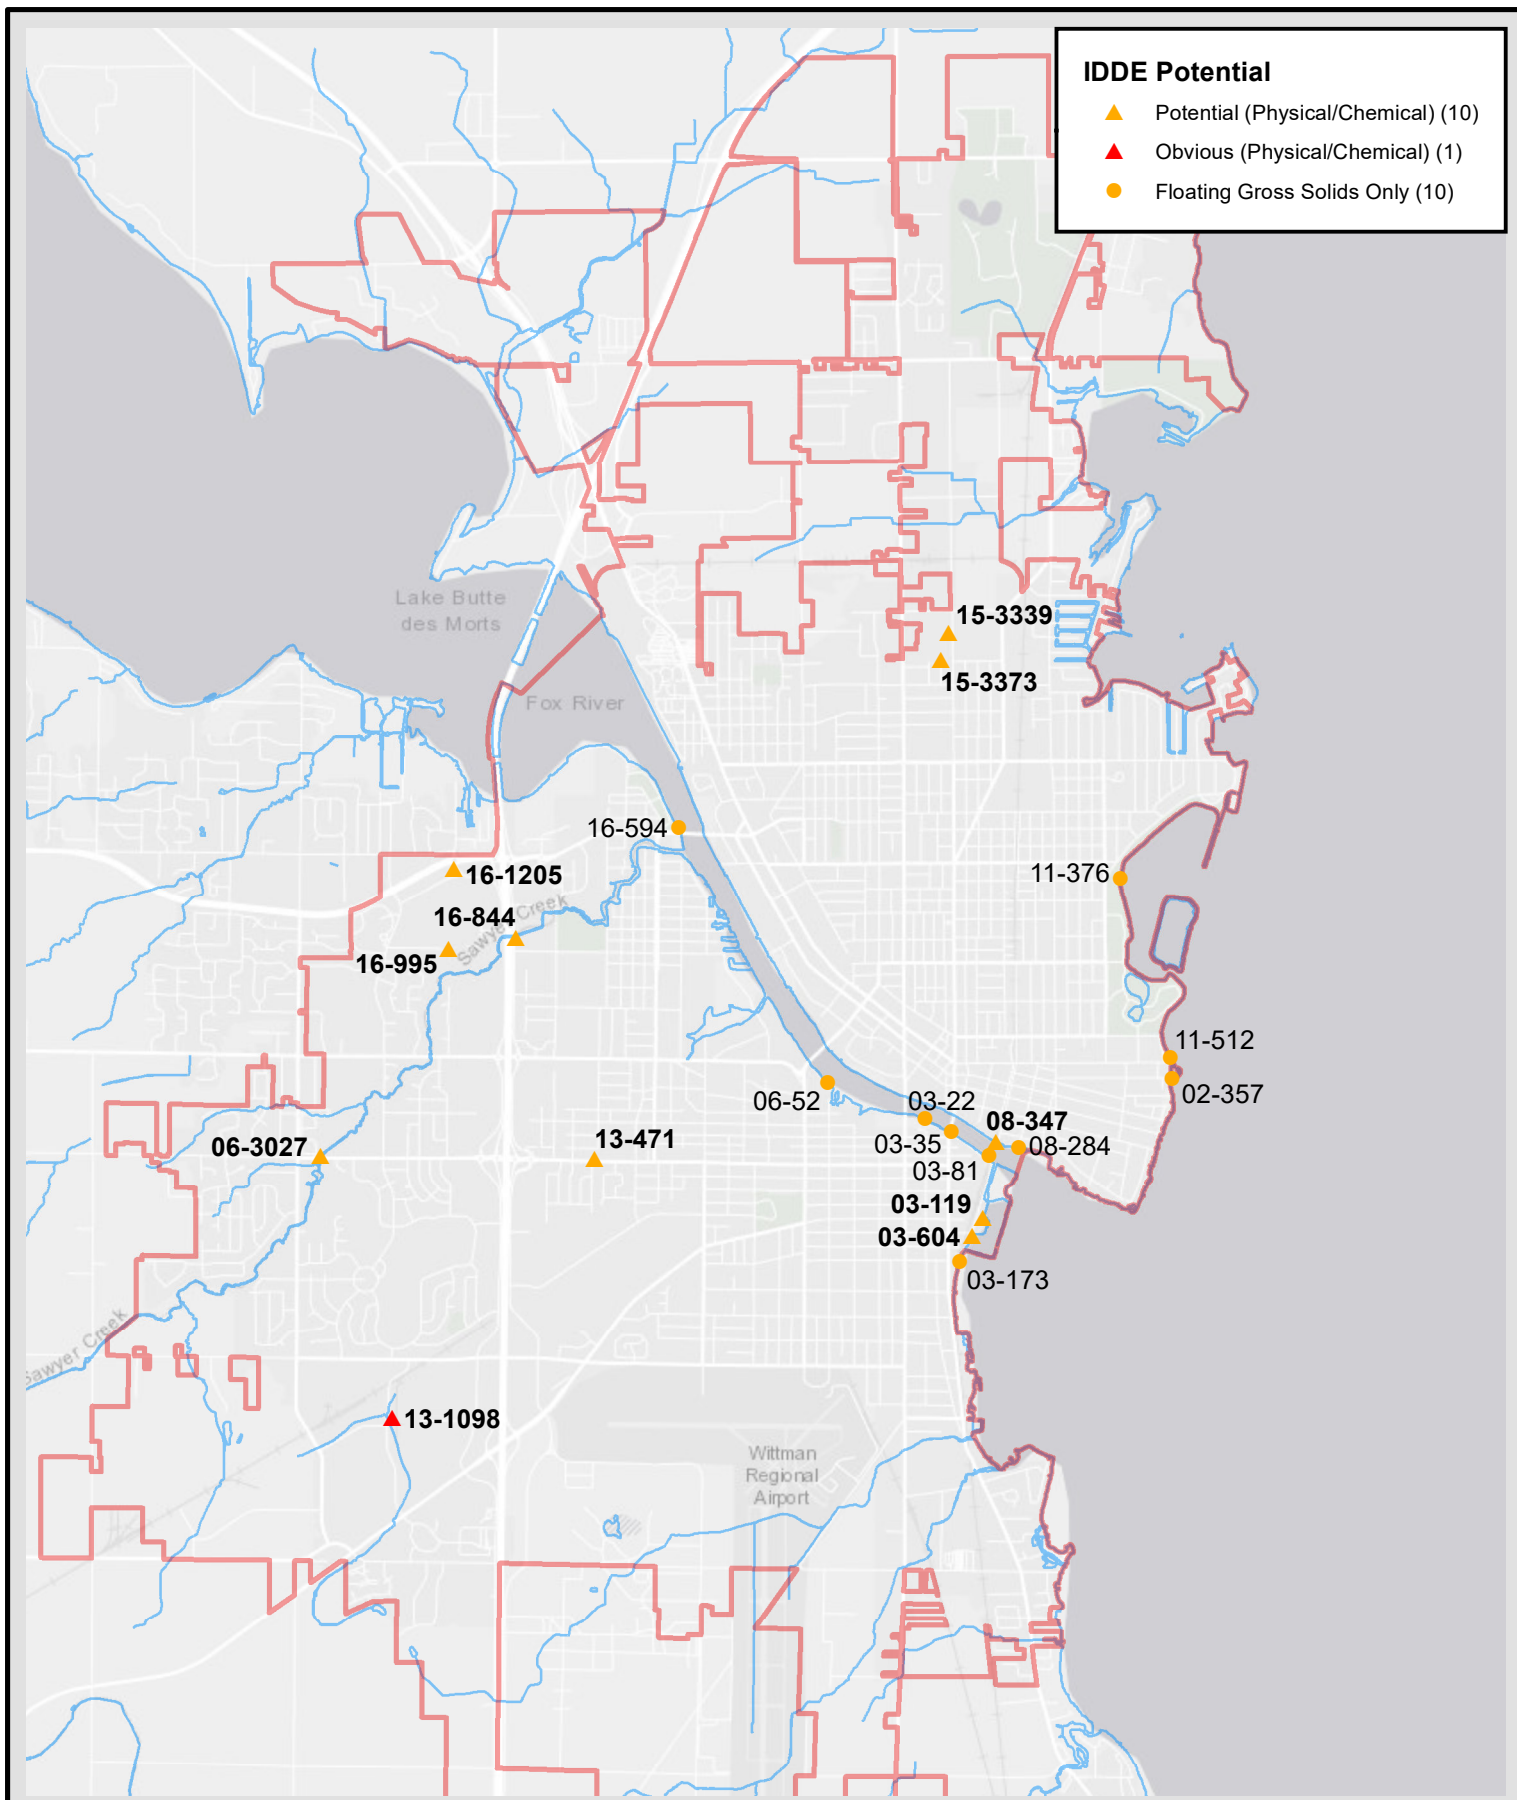 IDDE Potential
Potential (Physical/Chemical) (10)
Obvious (Physical/Chemical) (1)
Floating Gross Solids Only (10)
Lake Butte
des Morts
15-3339
15-3373
Fox River
16-594
11-376
16-1205
16-844
Sawyer Creek
16-995
11-512
02-357
06-52
03-22
08-347
03-35
08-284
03-81
13-471
06-3027
03-119
03-604
03-173
Sawyer Creek
13-1098
Wittman
Regional
Airport